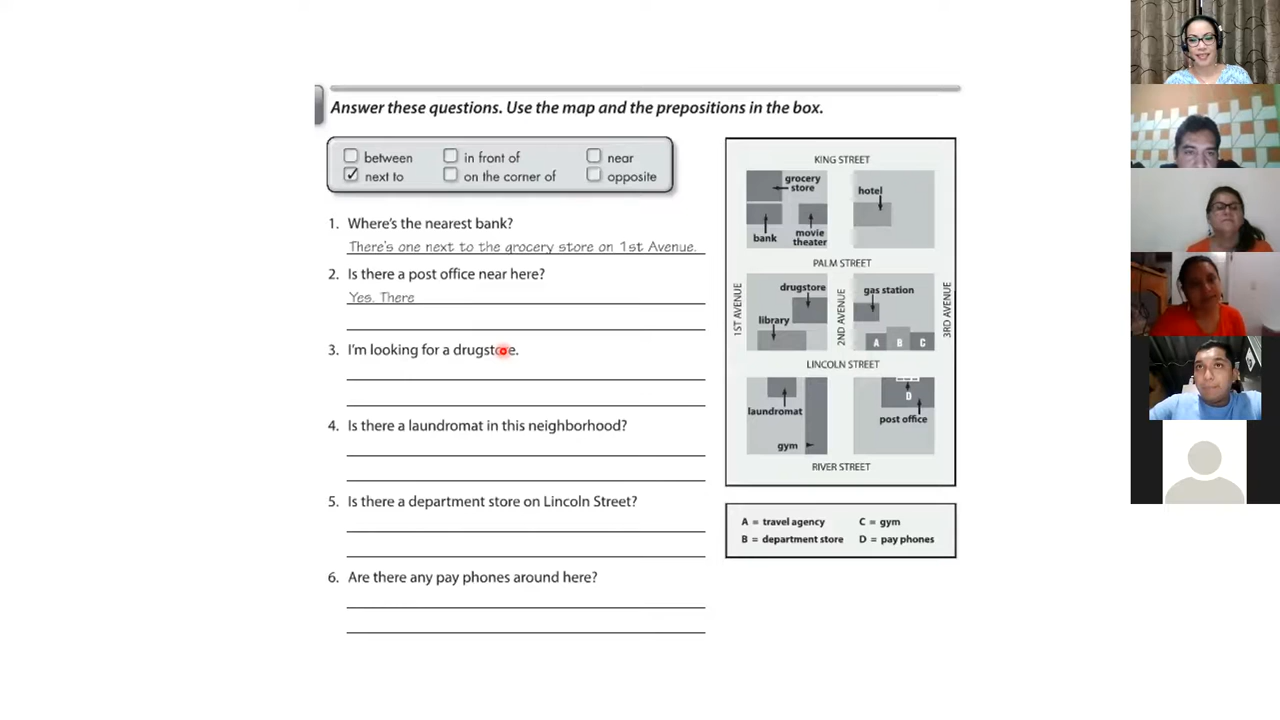 Answer these questions. Use the map and the prepositions in the box.
between
in front of
near
next to
on the corner of
opposite
1. Where's the nearest bank?
There's one next to the grocery store on 1st Avenue.
2. Is there a post office near here?
Yes. There
3. I'm looking for a drugstore.
4. Is there a laundromat in this neighborhood?
5. Is there a department store on Lincoln Street?
6. Are there any pay phones around here?
KING STREET
grocery
store
hotel
bank
movie
theater
PALM STREET
1ST AVENUE
drugstore
library
2ND AVENUE
gas station
A B C
3RD AVENUE
LINCOLN STREET
laundromat
gym
D
post office
RIVER STREET
A = travel agency
C = gym
B = department store
D = pay phones